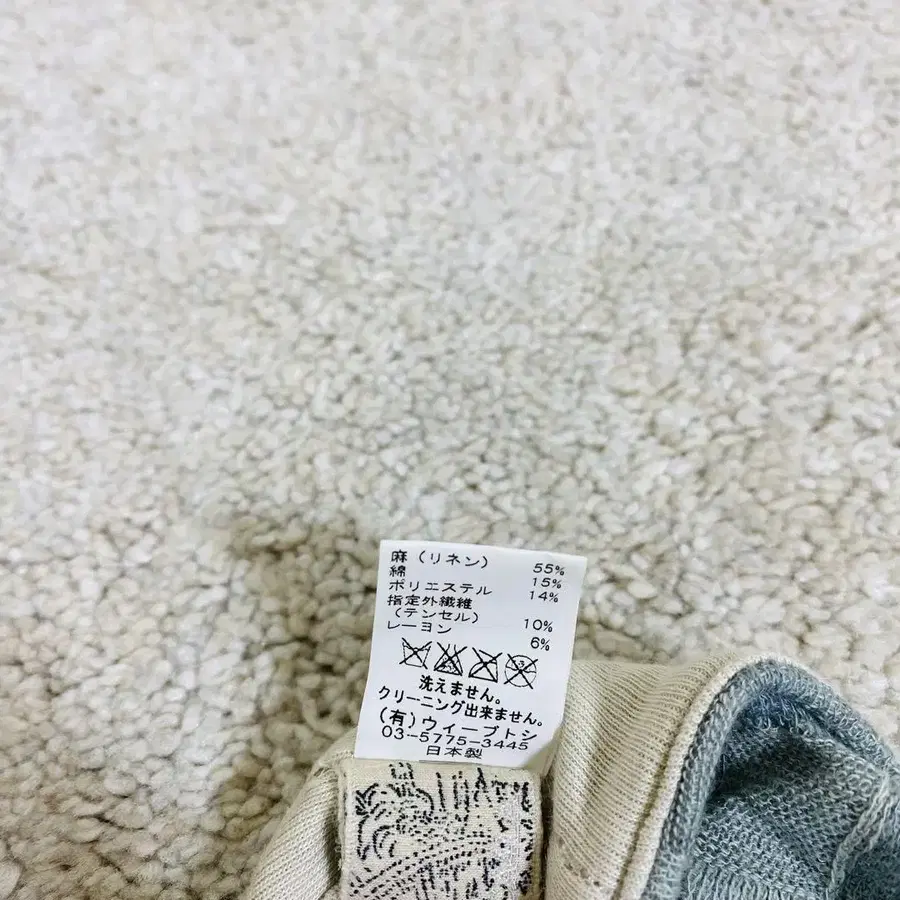 麻（リネン） 55%
綿 15%
ポリエステル 14%
指定外繊維
（テンセル） 10%
レーヨン 6%
洗えません。
クリーニング出来ません。
(有)ウィーブトシ
03-5775-3445
日本製